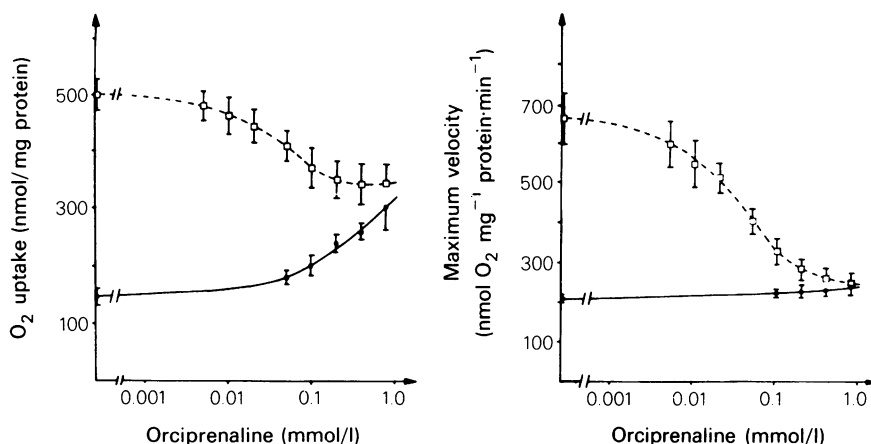 O2 uptake (nmol/mg protein)
500
300
100
0.001 0.01 0.1 1.0
Orciprenaline (mmol/l)
Maximum velocity
(nmol O2 mg⁻¹ protein·min⁻¹)
700
500
300
100
0.001 0.01 0.1 1.0
Orciprenaline (mmol/l)